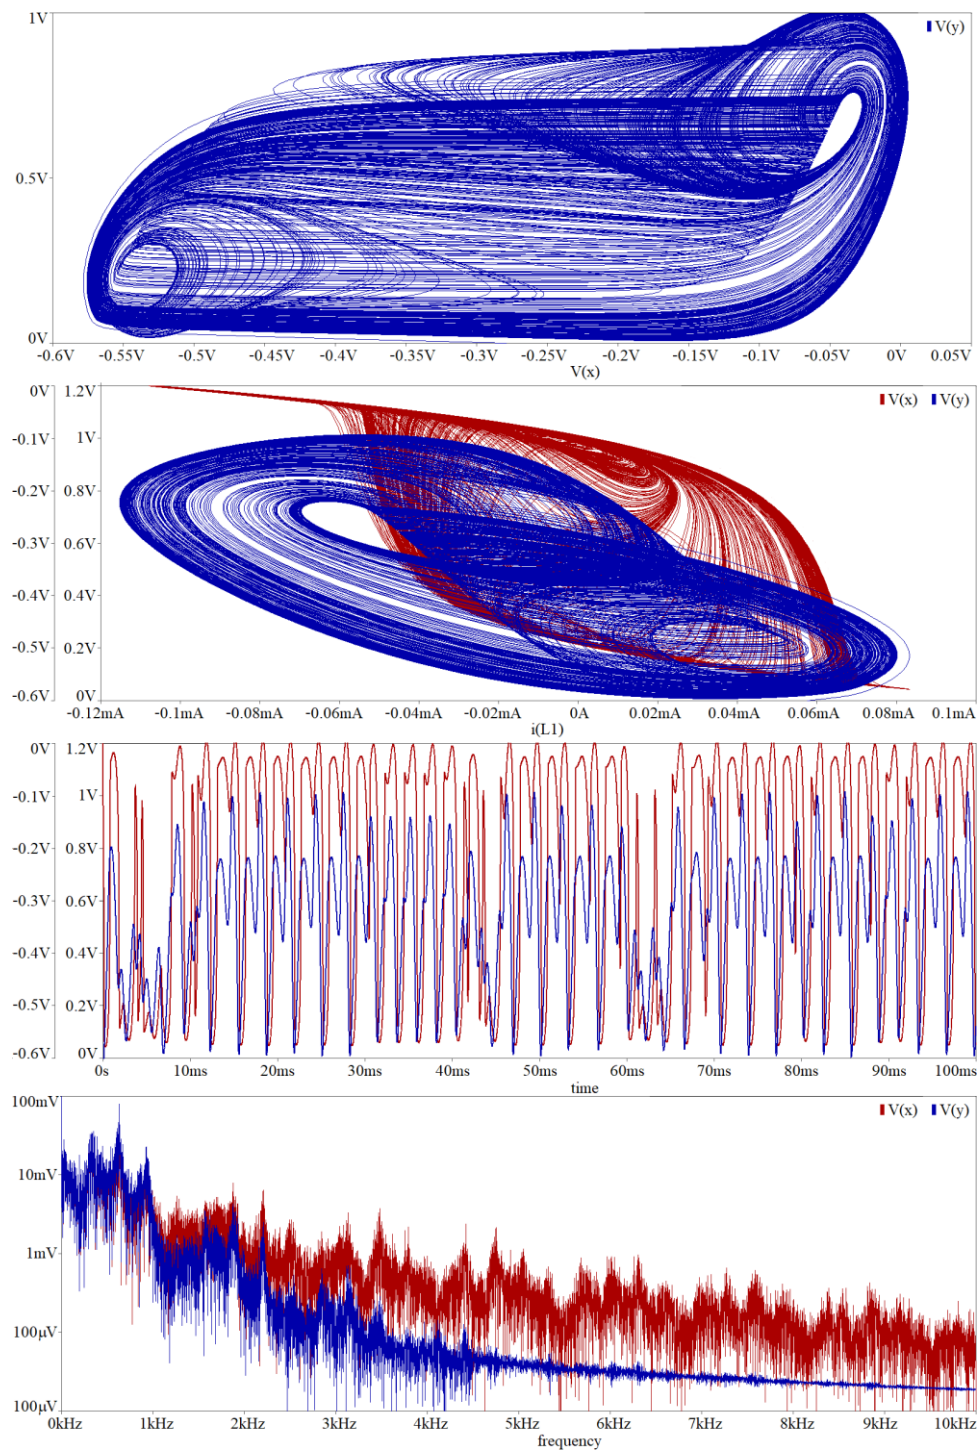 1V
V(y)
0.5V
0V
-0.6V -0.55V -0.5V -0.45V -0.4V -0.35V -0.3V -0.25V -0.2V -0.15V -0.1V -0.05V 0V 0.05V
V(x)
0V 1.2V
V(x) V(y)
-0.1V 1V
-0.2V 0.8V
-0.3V 0.6V
-0.4V 0.4V
-0.5V 0.2V
-0.6V 0V
-0.12mA -0.1mA -0.08mA -0.06mA -0.04mA -0.02mA 0A 0.02mA 0.04mA 0.06mA 0.08mA 0.1mA
i(L1)
0V 1.2V
-0.1V 1V
-0.2V 0.8V
-0.3V 0.6V
-0.4V 0.4V
-0.5V 0.2V
-0.6V 0V
0s 10ms 20ms 30ms 40ms 50ms 60ms 70ms 80ms 90ms 100ms
time
100mV
V(x) V(y)
10mV
1mV
100µV
100µV
0kHz 1kHz 2kHz 3kHz 4kHz 5kHz 6kHz 7kHz 8kHz 9kHz 10kHz
frequency